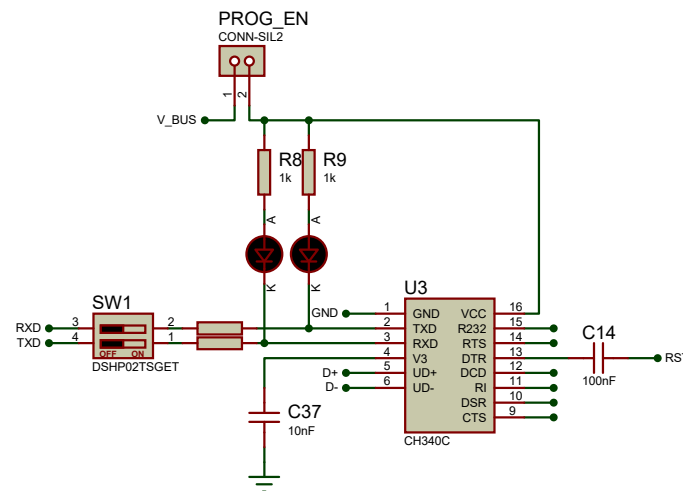 PROG_EN
CONN-SIL2
1
2
V_BUS
R8
1k
R9
1k
A
A
K
K
U3
GND
1
GND
VCC
16
2
TXD
R232
15
3
RXD
RTS
14
4
V3
DTR
13
D+
5
UD+
DCD
12
D-
6
UD-
RI
11
DSR
10
CTS
9
CH340C
SW1
RXD
3
2
TXD
4
1
OFF
ON
DSHP02TSGET
C14
100nF
RS
C37
10nF